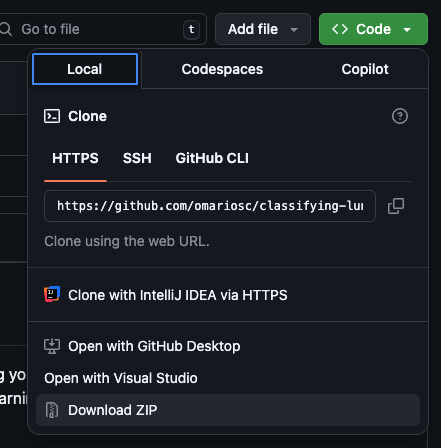 Go to file
t
Add file
Code
Local
Codespaces
Copilot
Clone
HTTPS
SSH
GitHub CLI
https://github.com/omariosc/classifying-lu
Clone using the web URL.
Clone with IntelliJ IDEA via HTTPS
Open with GitHub Desktop
Open with Visual Studio
g yo
arni
Download ZIP